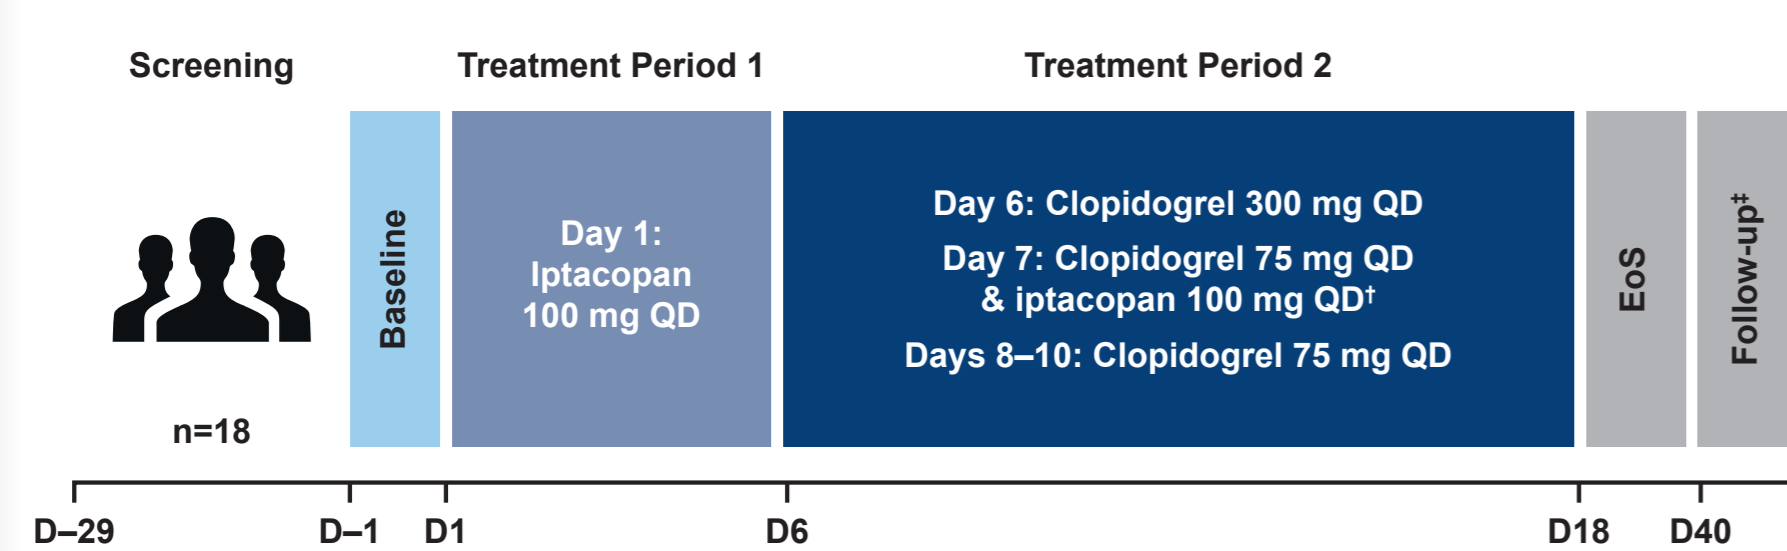 Screening
Treatment Period 1
Treatment Period 2
n=18
Baseline
Day 1:
Iptacopan
100 mg QD
Day 6: Clopidogrel 300 mg QD
Day 7: Clopidogrel 75 mg QD
& iptacopan 100 mg QD†
Days 8–10: Clopidogrel 75 mg QD
EoS
Follow-up‡
D–29
D–1
D1
D6
D18
D40